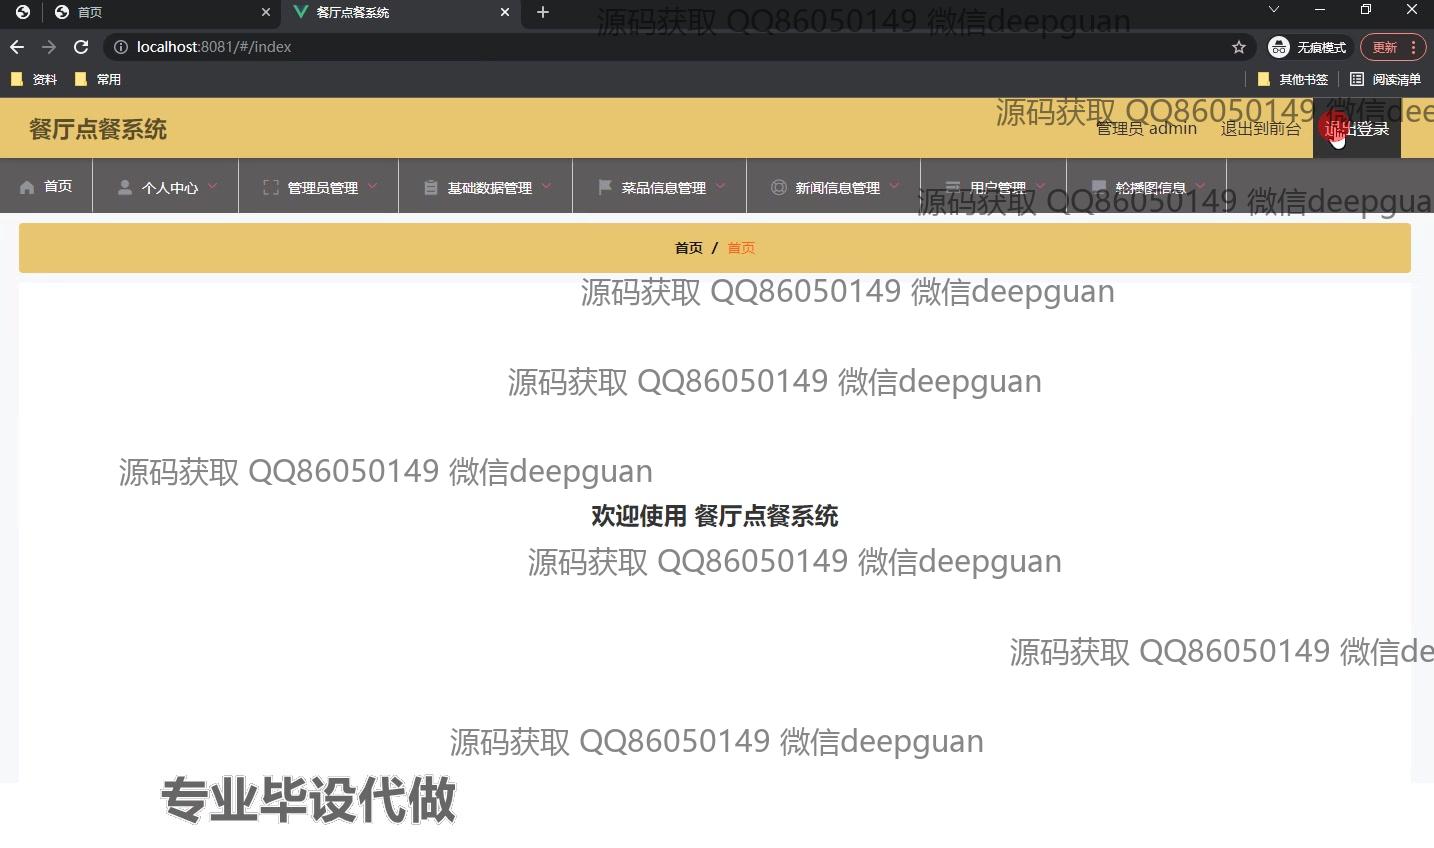 首页
餐厅点餐系统
源码获取 QQ86050149 微信deepguan
localhost:8081/#/index
无痕模式
更新
资料
常用
其他书签
阅读清单
源码获取 QQ86050149 微信dee
餐厅点餐系统
管理员 admin
退出到前台
退出登录
首页
个人中心
管理员管理
基础数据管理
菜品信息管理
新闻信息管理
用户管理
轮播图信息
源码获取 QQ86050149 微信deepgua
首页 / 首页
源码获取 QQ86050149 微信deepguan
源码获取 QQ86050149 微信deepguan
源码获取 QQ86050149 微信deepguan
欢迎使用 餐厅点餐系统
源码获取 QQ86050149 微信deepguan
源码获取 QQ86050149 微信de
源码获取 QQ86050149 微信deepguan
专业毕设代做